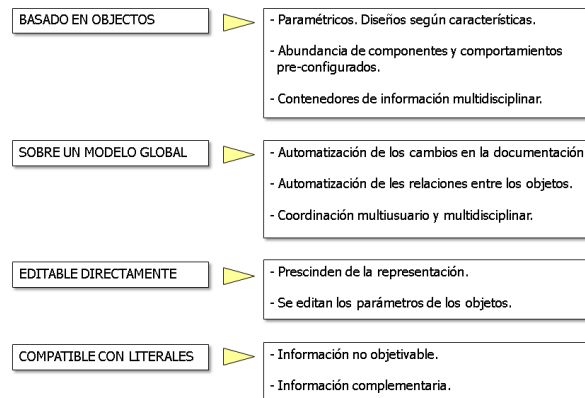 BASADO EN OBJECTOS
- Paramétricos. Diseños según características.
- Abundancia de componentes y comportamientos
pre-configurados.
- Contenedores de información multidisciplinar.
SOBRE UN MODELO GLOBAL
- Automatización de los cambios en la documentación
- Automatización de les relaciones entre los objetos.
- Coordinación multiusuario y multidisciplinar.
EDITABLE DIRECTAMENTE
- Prescinden de la representación.
- Se editan los parámetros de los objetos.
COMPATIBLE CON LITERALES
- Información no objetivable.
- Información complementaria.